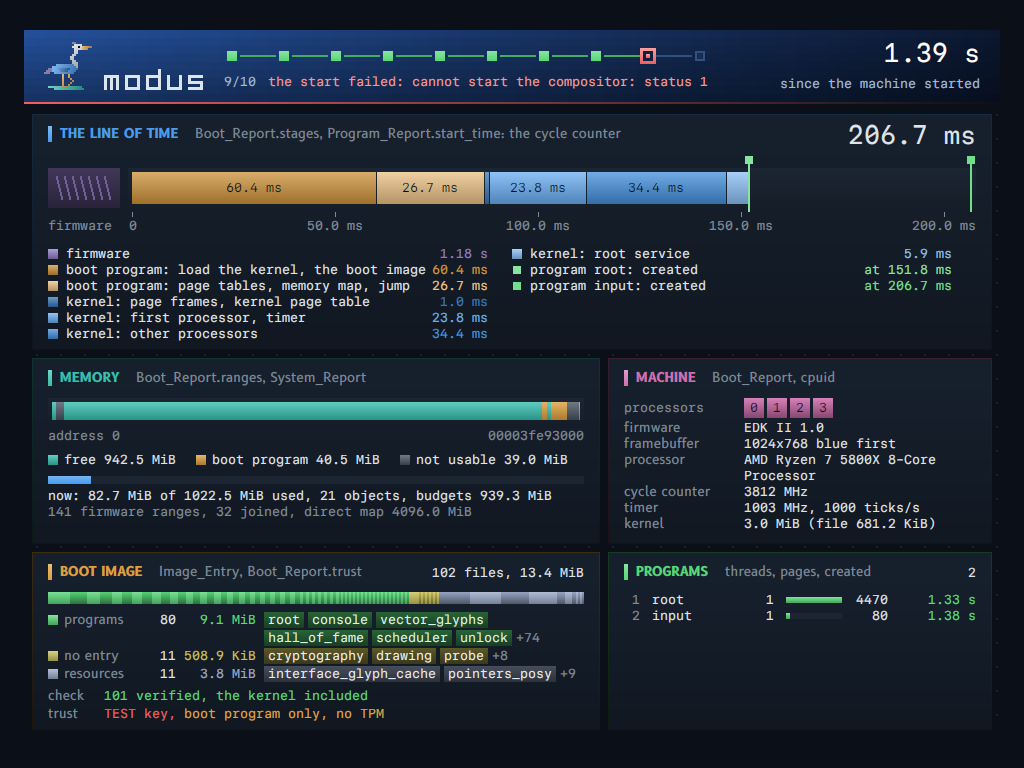 modus
1.39 s
9/10 the start failed: cannot start the compositor: status 1
since the machine started
THE LINE OF TIME Boot_Report.stages, Program_Report.start_time: the cycle counter
206.7 ms
60.4 ms 26.7 ms 23.8 ms 34.4 ms
firmware 0 50.0 ms 100.0 ms 150.0 ms 200.0 ms
firmware 1.18 s
boot program: load the kernel, the boot image 60.4 ms
boot program: page tables, memory map, jump 26.7 ms
kernel: page frames, kernel page table 1.0 ms
kernel: first processor, timer 23.8 ms
kernel: other processors 34.4 ms
kernel: root service 5.9 ms
program root: created at 151.8 ms
program input: created at 206.7 ms
MEMORY Boot_Report.ranges, System_Report
address 0 00003fe93000
free 942.5 MiB boot program 40.5 MiB not usable 39.0 MiB
now: 82.7 MiB of 1022.5 MiB used, 21 objects, budgets 939.3 MiB
141 firmware ranges, 32 joined, direct map 4096.0 MiB
MACHINE Boot_Report, cpuid
processors 0 1 2 3
firmware EDK II 1.0
framebuffer 1024x768 blue first
processor AMD Ryzen 7 5800X 8-Core
Processor
cycle counter 3812 MHz
timer 1003 MHz, 1000 ticks/s
kernel 3.0 MiB (file 681.2 KiB)
BOOT IMAGE Image_Entry, Boot_Report.trust 102 files, 13.4 MiB
programs 80 9.1 MiB root console vector_glyphs
hall_of_fame scheduler unlock +74
no entry 11 508.9 KiB cryptography drawing probe +8
resources 11 3.8 MiB interface_glyph_cache pointers_posy +9
check 101 verified, the kernel included
trust TEST key, boot program only, no TPM
PROGRAMS threads, pages, created 2
1 root 1 4470 1.33 s
2 input 1 80 1.38 s